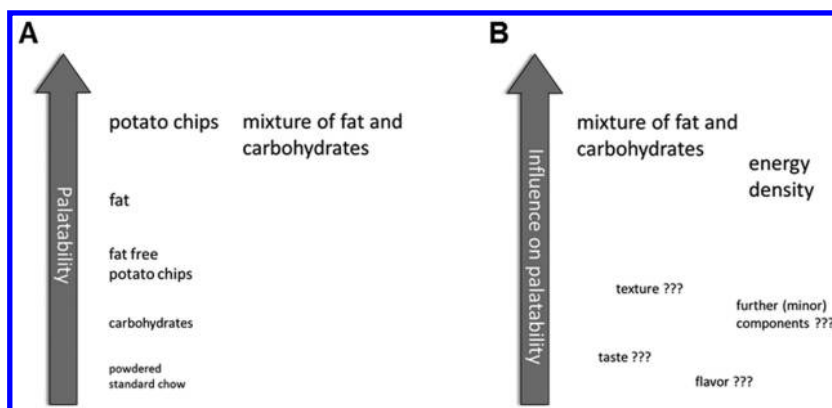 A
Palatability
potato chips
mixture of fat and
carbohydrates
fat
fat free
potato chips
carbohydrates
powdered
standard chow
B
Influence on palatability
mixture of fat and
carbohydrates
energy
density
texture ???
further (minor)
components ???
taste ???
flavor ???